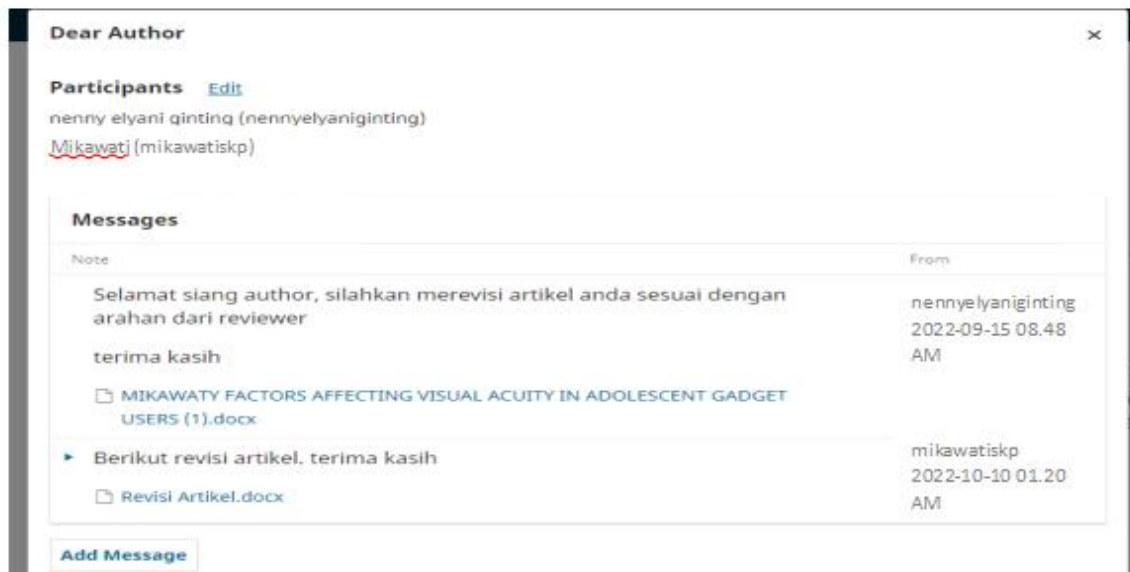 Dear Author
×
Participants Edit
nenny elyani ginting (nennyelyaniginting)
Mikawati (mikawatiskp)
Messages
Note From
Selamat siang author, silahkan merevisi artikel anda sesuai dengan
arahan dari reviewer
terima kasih
nennyelyaniginting
2022-09-15 08.48
AM
MIKAWATY FACTORS AFFECTING VISUAL ACUITY IN ADOLESCENT GADGET
USERS (1).docx
Berikut revisi artikel. terima kasih
Revisi Artikel.docx
mikawatiskp
2022-10-10 01.20
AM
Add Message